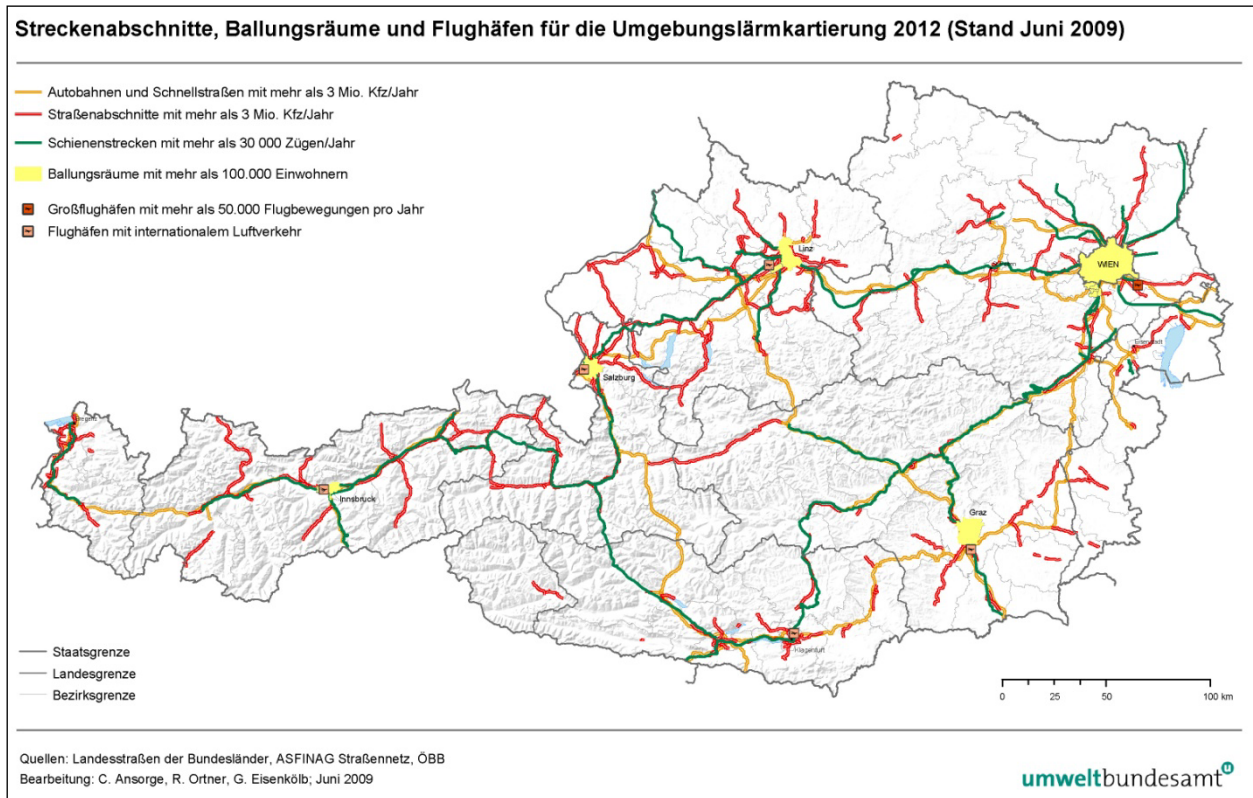 Streckenabschnitte, Ballungsräume und Flughäfen für die Umgebungslärmkartierung 2012 (Stand Juni 2009)
Autobahnen und Schnellstraßen mit mehr als 3 Mio. Kfz/Jahr
Straßenabschnitte mit mehr als 3 Mio. Kfz/Jahr
Schienenstrecken mit mehr als 30 000 Zügen/Jahr
Ballungsräume mit mehr als 100.000 Einwohnern
Großflughäfen mit mehr als 50.000 Flugbewegungen pro Jahr
Flughäfen mit internationalem Luftverkehr
Linz
WIEN
Eisenstadt
Salzburg
Innsbruck
Graz
Klagenfurt
Staatsgrenze
Landesgrenze
Bezirksgrenze
0 25 50 100 km
Quellen: Landesstraßen der Bundesländer, ASFINAG Straßennetz, ÖBB
Bearbeitung: C. Ansorge, R. Ortner, G. Eisenkölb; Juni 2009
umweltbundesamt